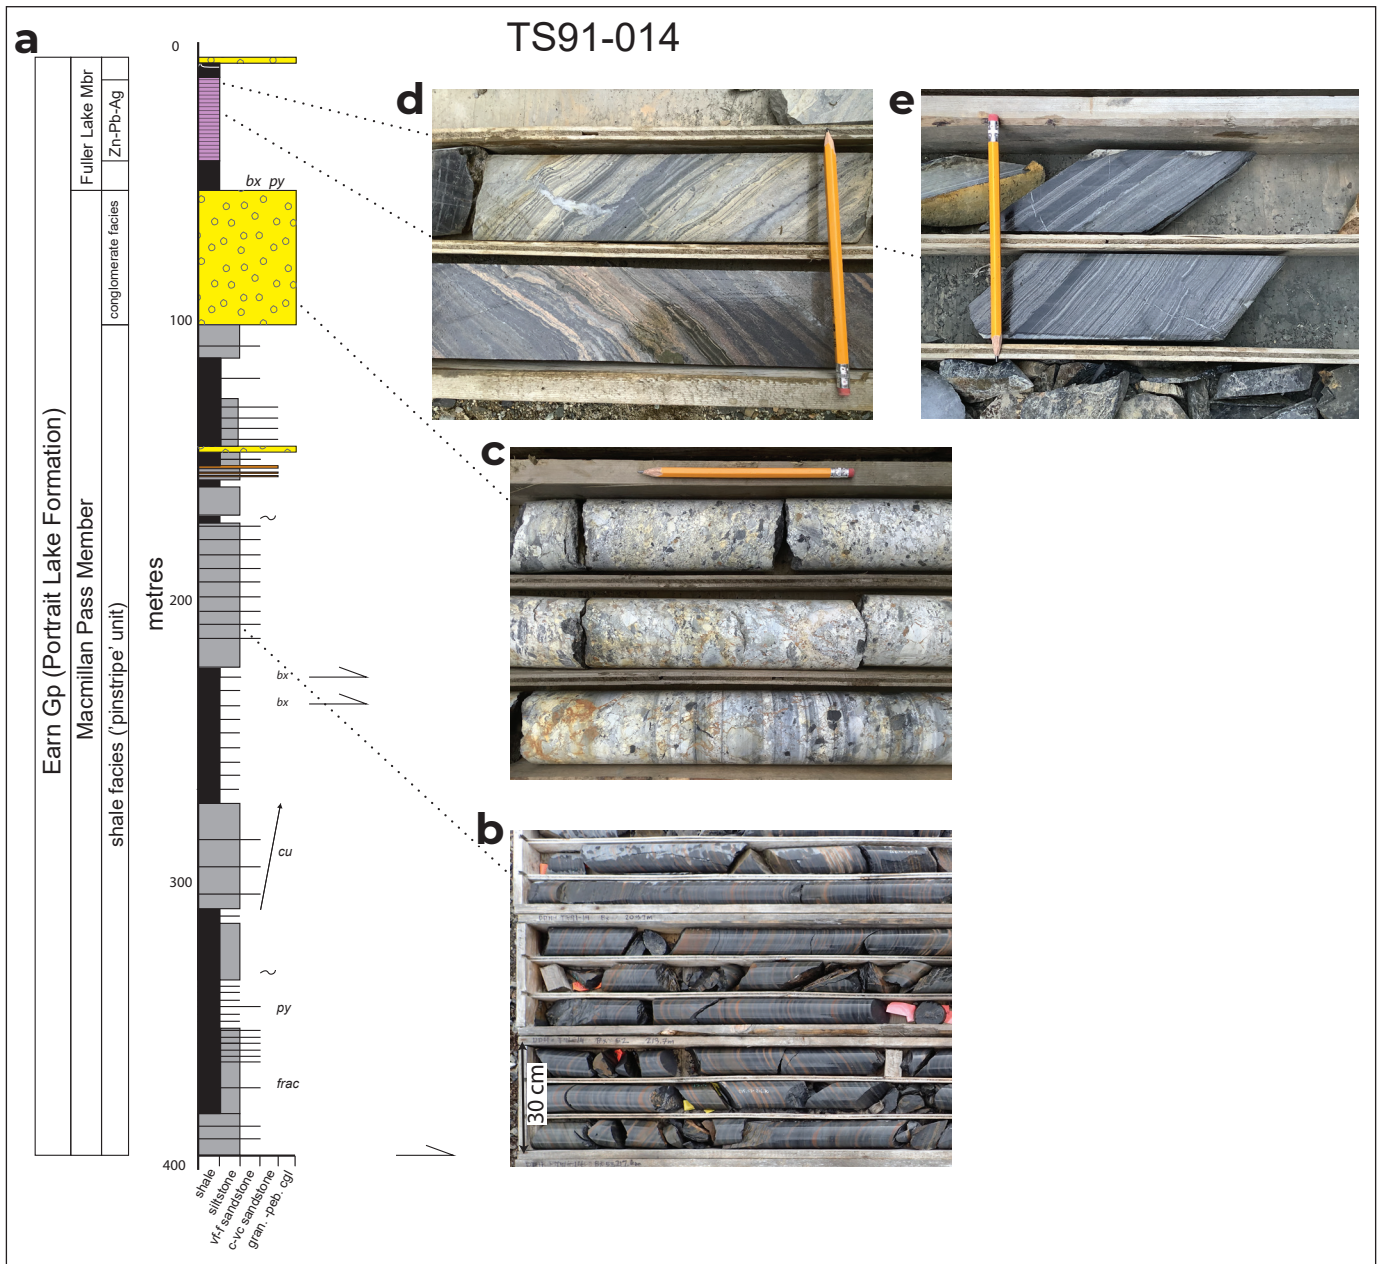 a
TS91-014
0
Fuller Lake Mbr
Zn-Pb-Ag
d
e
bx py
conglomerate facies
100
c
Earn Gp (Portrait Lake Formation)
Macmillan Pass Member
shale facies ('pinstripe' unit)
metres
200
bx
bx
b
cu
300
py
frac
30 cm
400
shale
siltstone
vf-f sandstone
c-vc sandstone
gran. -peb. cgl